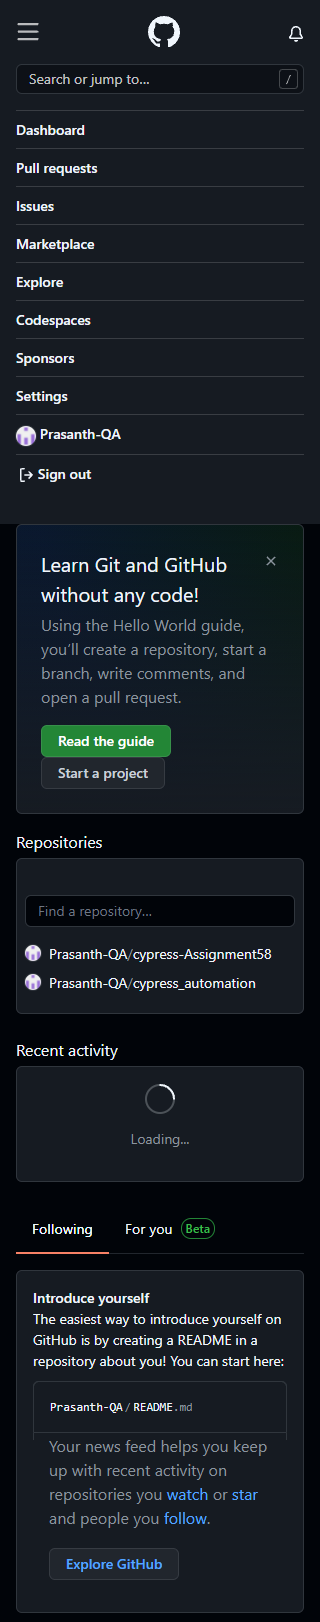 Search or jump to...
/
Dashboard
Pull requests
Issues
Marketplace
Explore
Codespaces
Sponsors
Settings
Prasanth-QA
Sign out
Learn Git and GitHub
without any code!
Using the Hello World guide,
you'll create a repository, start a
branch, write comments, and
open a pull request.
Read the guide
Start a project
Repositories
Find a repository...
Prasanth-QA/cypress-Assignment58
Prasanth-QA/cypress_automation
Recent activity
Loading...
Following For you Beta
Introduce yourself
The easiest way to introduce yourself on
GitHub is by creating a README in a
repository about you! You can start here:
Prasanth-QA/README.md
Your news feed helps you keep
up with recent activity on
repositories you watch or star
and people you follow.
Explore GitHub